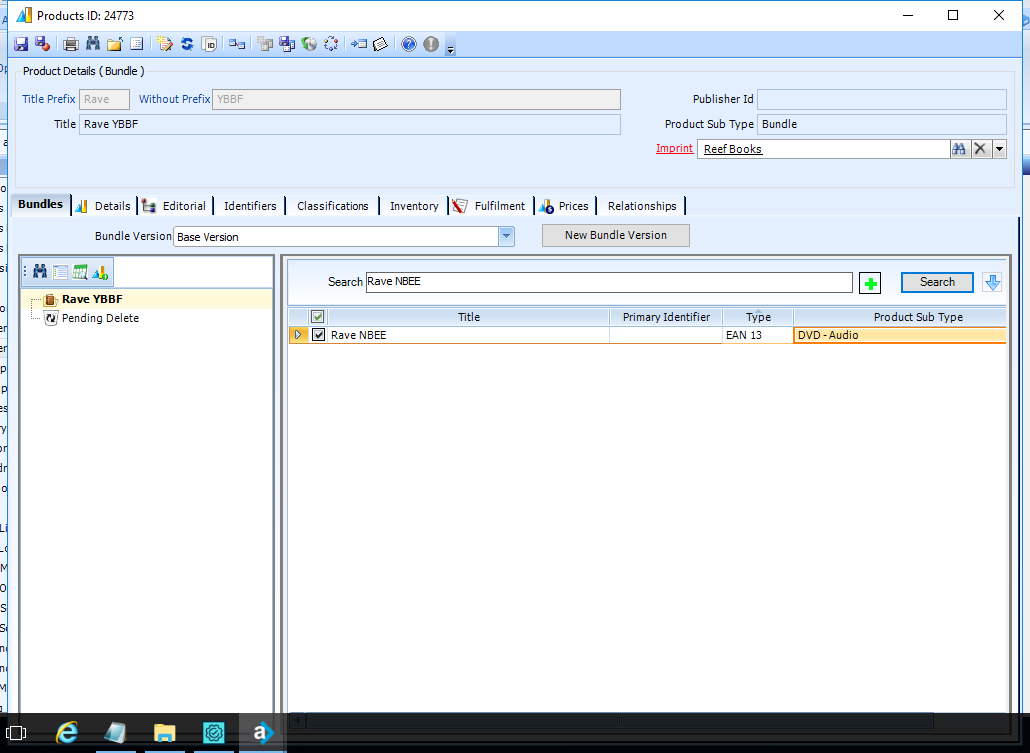 Products ID: 24773
Product Details ( Bundle )
Title Prefix Rave Without Prefix YBBF Publisher Id
Title Rave YBBF Product Sub Type Bundle
Imprint Reef Books
Bundles Details Editorial Identifiers Classifications Inventory Fulfilment Prices Relationships
Bundle Version Base Version New Bundle Version
Search Rave NBEE Search
Rave YBBF
Pending Delete
Title Primary Identifier Type Product Sub Type
Rave NBEE EAN 13 DVD - Audio